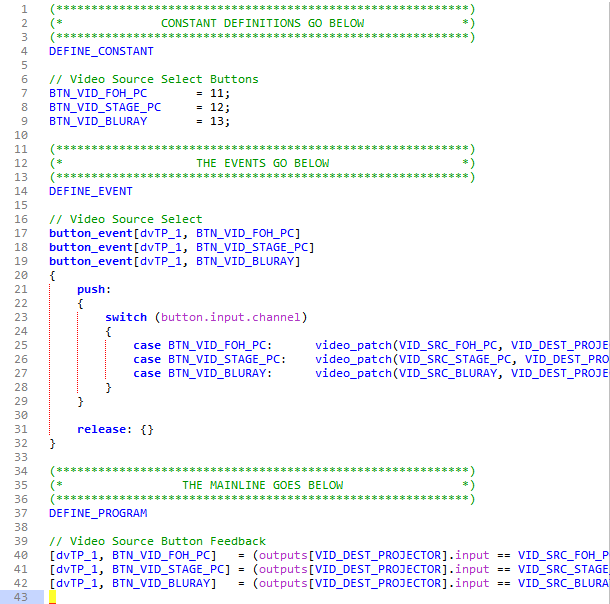 1 (***********************************************************)
2 (*              CONSTANT DEFINITIONS GO BELOW              *)
3 (***********************************************************)
4 DEFINE_CONSTANT
5
6 // Video Source Select Buttons
7 BTN_VID_FOH_PC       = 11;
8 BTN_VID_STAGE_PC     = 12;
9 BTN_VID_BLURAY       = 13;
10
11 (***********************************************************)
12 (*                   THE EVENTS GO BELOW                   *)
13 (***********************************************************)
14 DEFINE_EVENT
15
16 // Video Source Select
17 button_event[dvTP_1, BTN_VID_FOH_PC]
18 button_event[dvTP_1, BTN_VID_STAGE_PC]
19 button_event[dvTP_1, BTN_VID_BLURAY]
20 {
21     push:
22     {
23         switch (button.input.channel)
24         {
25             case BTN_VID_FOH_PC:      video_patch(VID_SRC_FOH_PC, VID_DEST_PROJE
26             case BTN_VID_STAGE_PC:    video_patch(VID_SRC_STAGE_PC, VID_DEST_PRO
27             case BTN_VID_BLURAY:      video_patch(VID_SRC_BLURAY, VID_DEST_PROJE
28         }
29     }
30
31     release: {}
32 }
33
34 (***********************************************************)
35 (*                 THE MAINLINE GOES BELOW                 *)
36 (***********************************************************)
37 DEFINE_PROGRAM
38
39 // Video Source Button Feedback
40 [dvTP_1, BTN_VID_FOH_PC]   = (outputs[VID_DEST_PROJECTOR].input == VID_SRC_FOH_P
41 [dvTP_1, BTN_VID_STAGE_PC] = (outputs[VID_DEST_PROJECTOR].input == VID_SRC_STAGE
42 [dvTP_1, BTN_VID_BLURAY]   = (outputs[VID_DEST_PROJECTOR].input == VID_SRC_BLURA
43